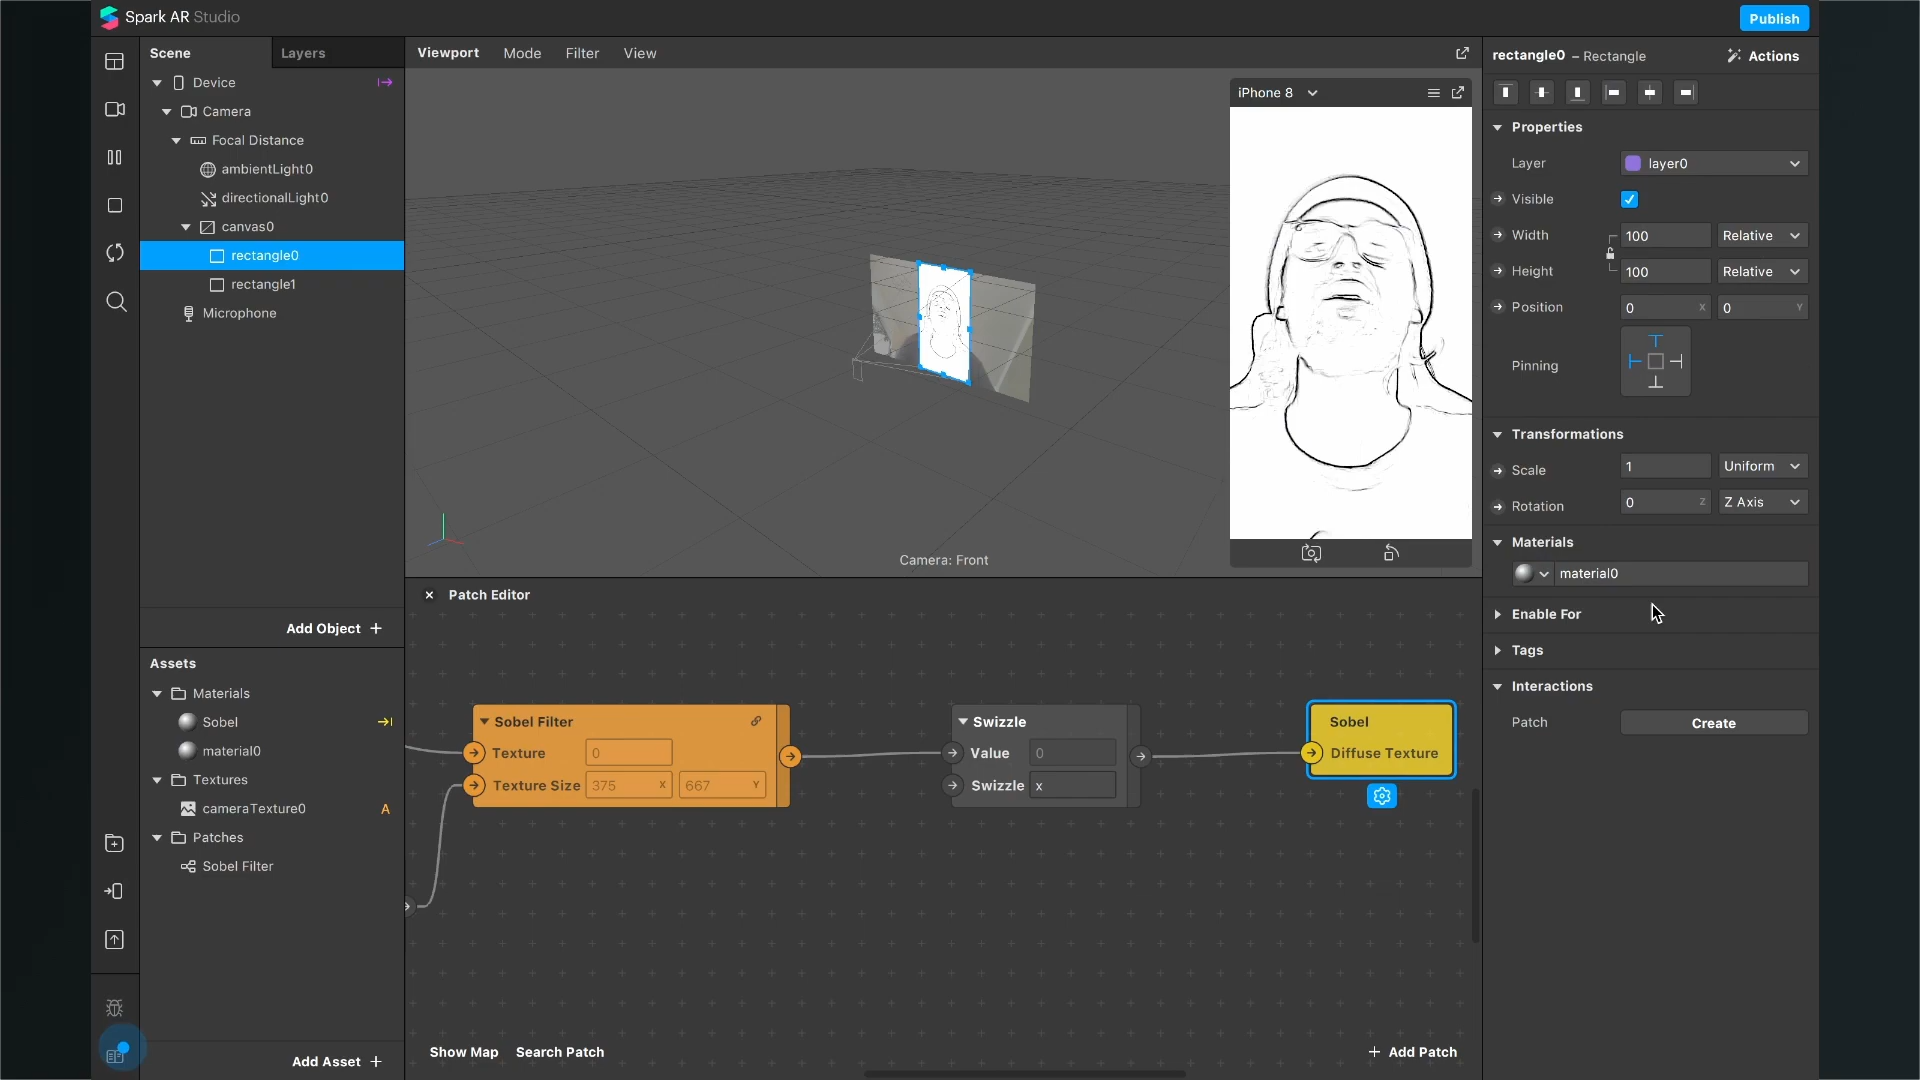 Spark AR Studio
Publish
Scene
Layers
Device
Camera
Focal Distance
ambientLight0
directionalLight0
canvas0
rectangle0
rectangle1
Microphone
Add Object +
Assets
Materials
Sobel
material0
Textures
cameraTexture0 A
Patches
Sobel Filter
Add Asset +
Viewport Mode Filter View
iPhone 8
Camera: Front
Patch Editor
Sobel Filter
Texture 0
Texture Size 375 X 667 Y
Swizzle
Value 0
Swizzle x
Sobel
Diffuse Texture
Show Map Search Patch
+ Add Patch
rectangle0 – Rectangle
Actions
Properties
Layer layer0
Visible
Width 100 Relative
Height 100 Relative
Position 0 X 0 Y
Pinning
Transformations
Scale 1 Uniform
Rotation 0 Z Z Axis
Materials
material0
Enable For
Tags
Interactions
Patch Create